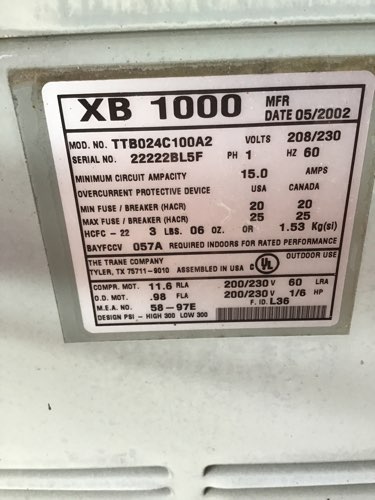 XB 1000 MFR DATE 05/2002
MOD. NO. TTB024C100A2 VOLTS 208/230
SERIAL NO. 22222BL5F PH 1 HZ 60
MINIMUM CIRCUIT AMPACITY 15.0 AMPS
OVERCURRENT PROTECTIVE DEVICE USA CANADA
MIN FUSE / BREAKER (HACR) 20 20
MAX FUSE / BREAKER (HACR) 25 25
HCFC-22 3 LBS. 06 OZ. OR 1.53 Kg(si)
BAYFCCV 057A REQUIRED INDOORS FOR RATED PERFORMANCE
THE TRANE COMPANY OUTDOOR USE
TYLER, TX 75711-9010 ASSEMBLED IN USA C UL
COMPR. MOT. 11.6 RLA 200/230 V 60 LRA
O.D. MOT. .98 FLA 200/230 V 1/6 HP
M.E.A. NO. 58-97E F. ID. L36
DESIGN PSI - HIGH 300 LOW 300